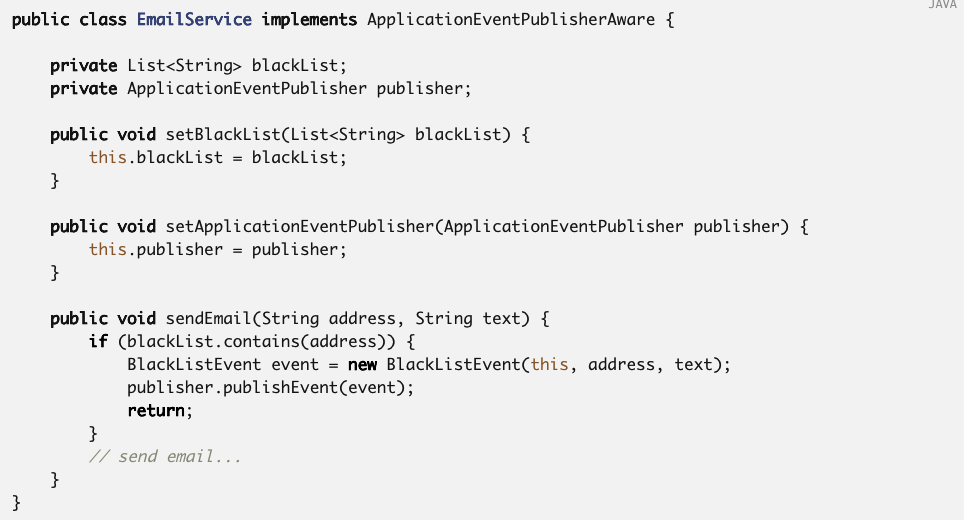 JAVA
public class EmailService implements ApplicationEventPublisherAware {

    private List<String> blackList;
    private ApplicationEventPublisher publisher;

    public void setBlackList(List<String> blackList) {
        this.blackList = blackList;
    }

    public void setApplicationEventPublisher(ApplicationEventPublisher publisher) {
        this.publisher = publisher;
    }

    public void sendEmail(String address, String text) {
        if (blackList.contains(address)) {
            BlackListEvent event = new BlackListEvent(this, address, text);
            publisher.publishEvent(event);
            return;
        }
        // send email...
    }
}